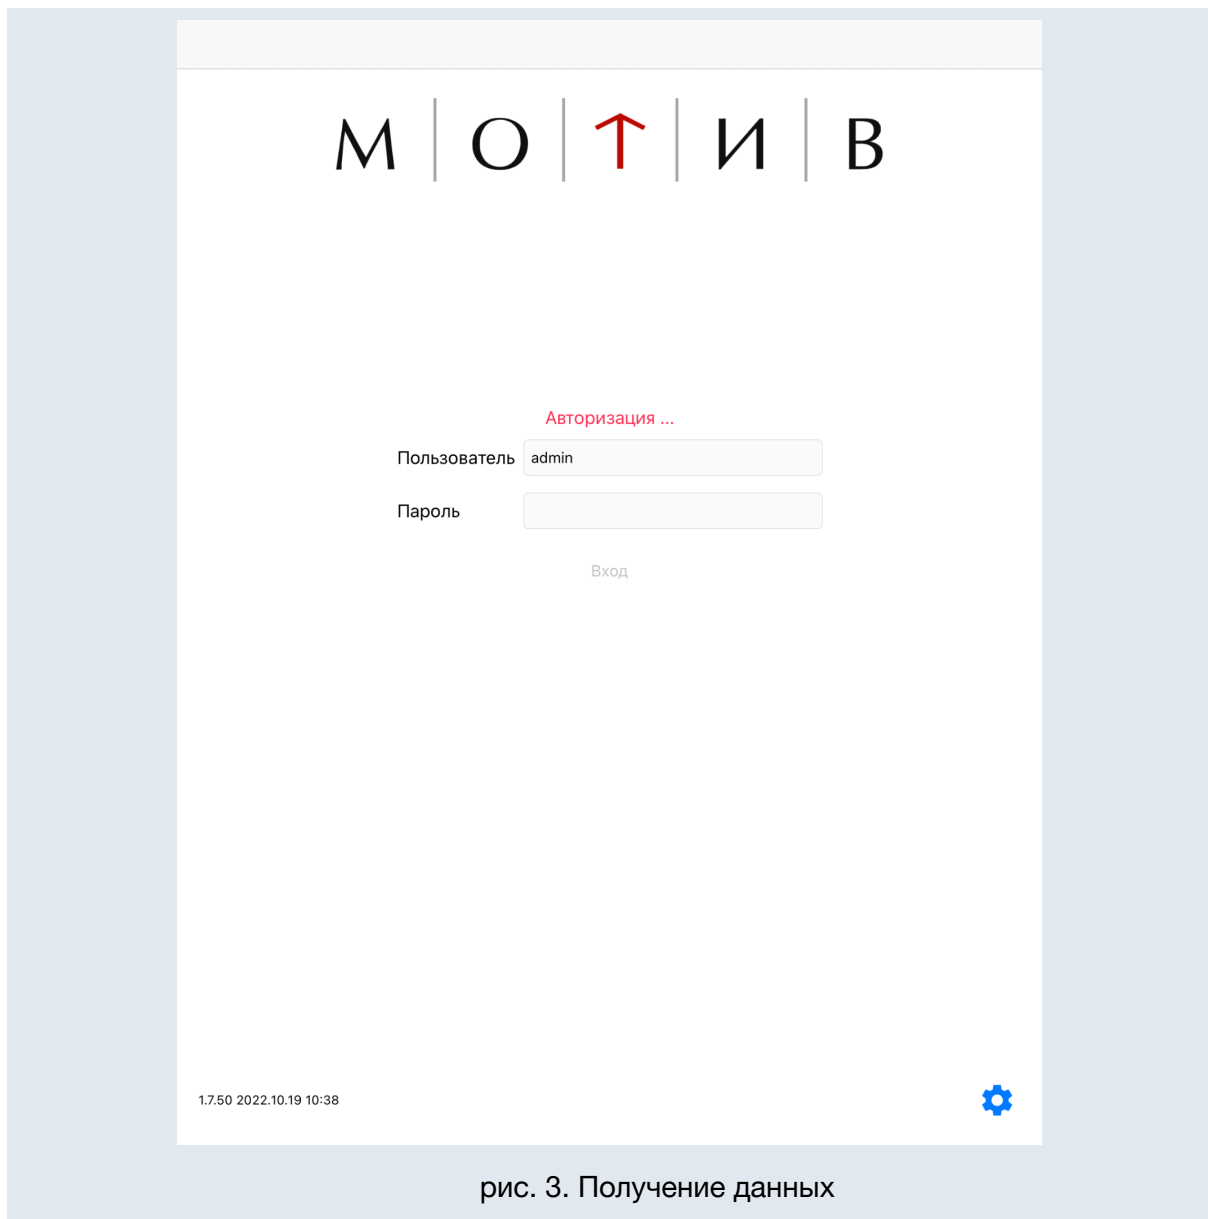 М О Т И В
Авторизация ...
Пользователь admin
Пароль
Вход
1.7.50 2022.10.19 10:38
рис. 3. Получение данных